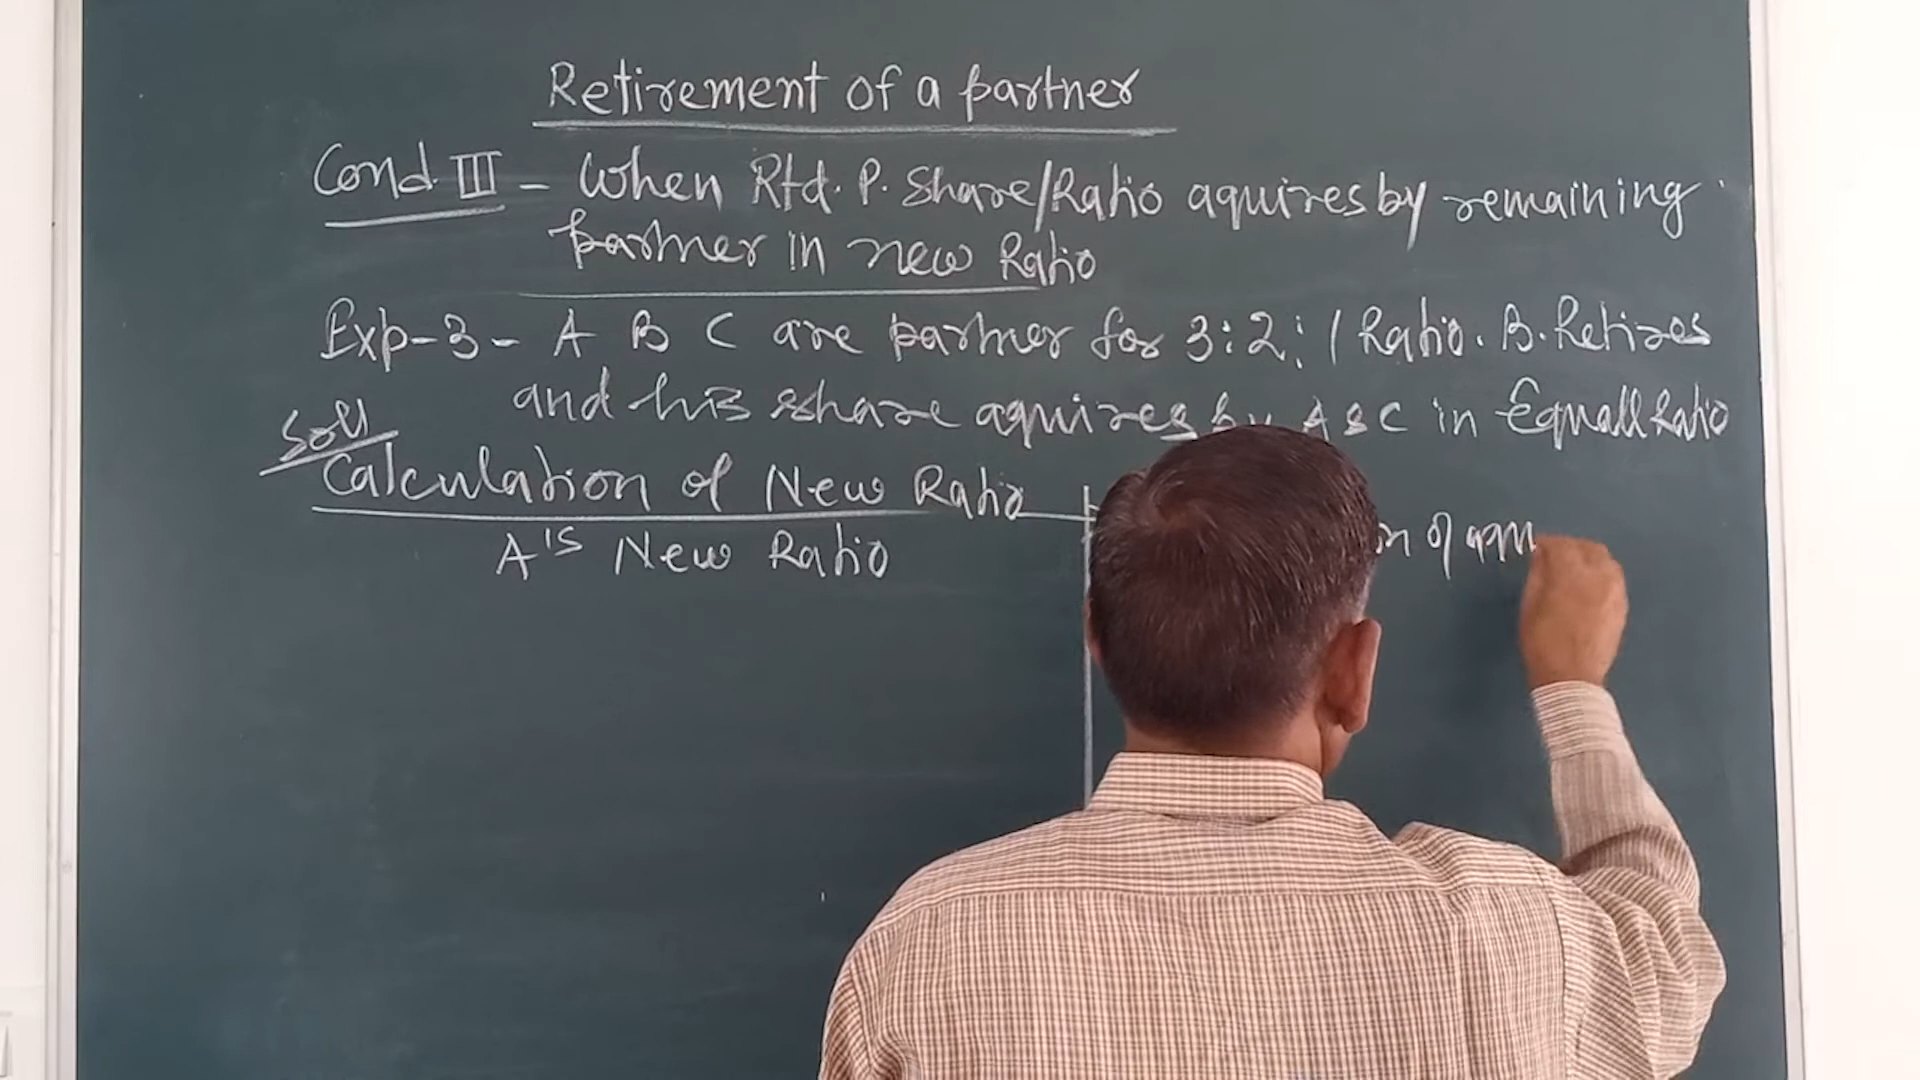 Retirement of a partner
Cond. III - When Rtd. P. Share/Ratio aquires by remaining
partner in new Ratio
Exp-3 - A B C are partner for 3:2:1 Ratio. B. Retires
and his share aquires by A & C in Equall Ratio
Soll
Calculation of New Ratio
A's New Ratio
of